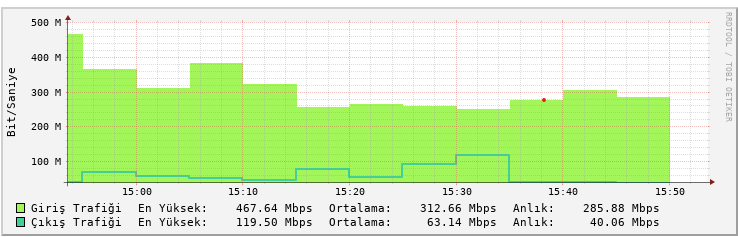 500 M
400 M
300 M
200 M
100 M
Bit/Saniye
RRDTOOL / TOBI OETIKER
15:00 15:10 15:20 15:30 15:40 15:50
Giriş Trafiği En Yüksek: 467.64 Mbps Ortalama: 312.66 Mbps Anlık: 285.88 Mbps
Çıkış Trafiği En Yüksek: 119.50 Mbps Ortalama: 63.14 Mbps Anlık: 40.06 Mbps